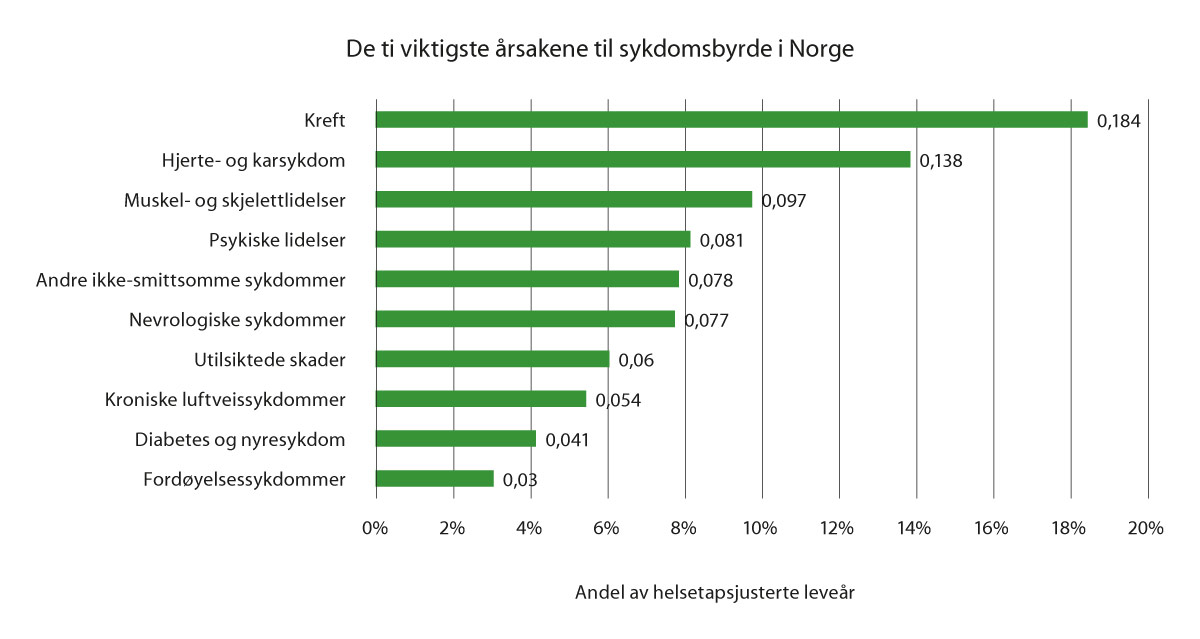 De ti viktigste årsakene til sykdomsbyrde i Norge
Kreft 0,184
Hjerte- og karsykdom 0,138
Muskel- og skjelettlidelser 0,097
Psykiske lidelser 0,081
Andre ikke-smittsomme sykdommer 0,078
Nevrologiske sykdommer 0,077
Utilsiktede skader 0,06
Kroniske luftveissykdommer 0,054
Diabetes og nyresykdom 0,041
Fordøyelsessykdommer 0,03
0% 2% 4% 6% 8% 10% 12% 14% 16% 18% 20%
Andel av helsetapsjusterte leveår